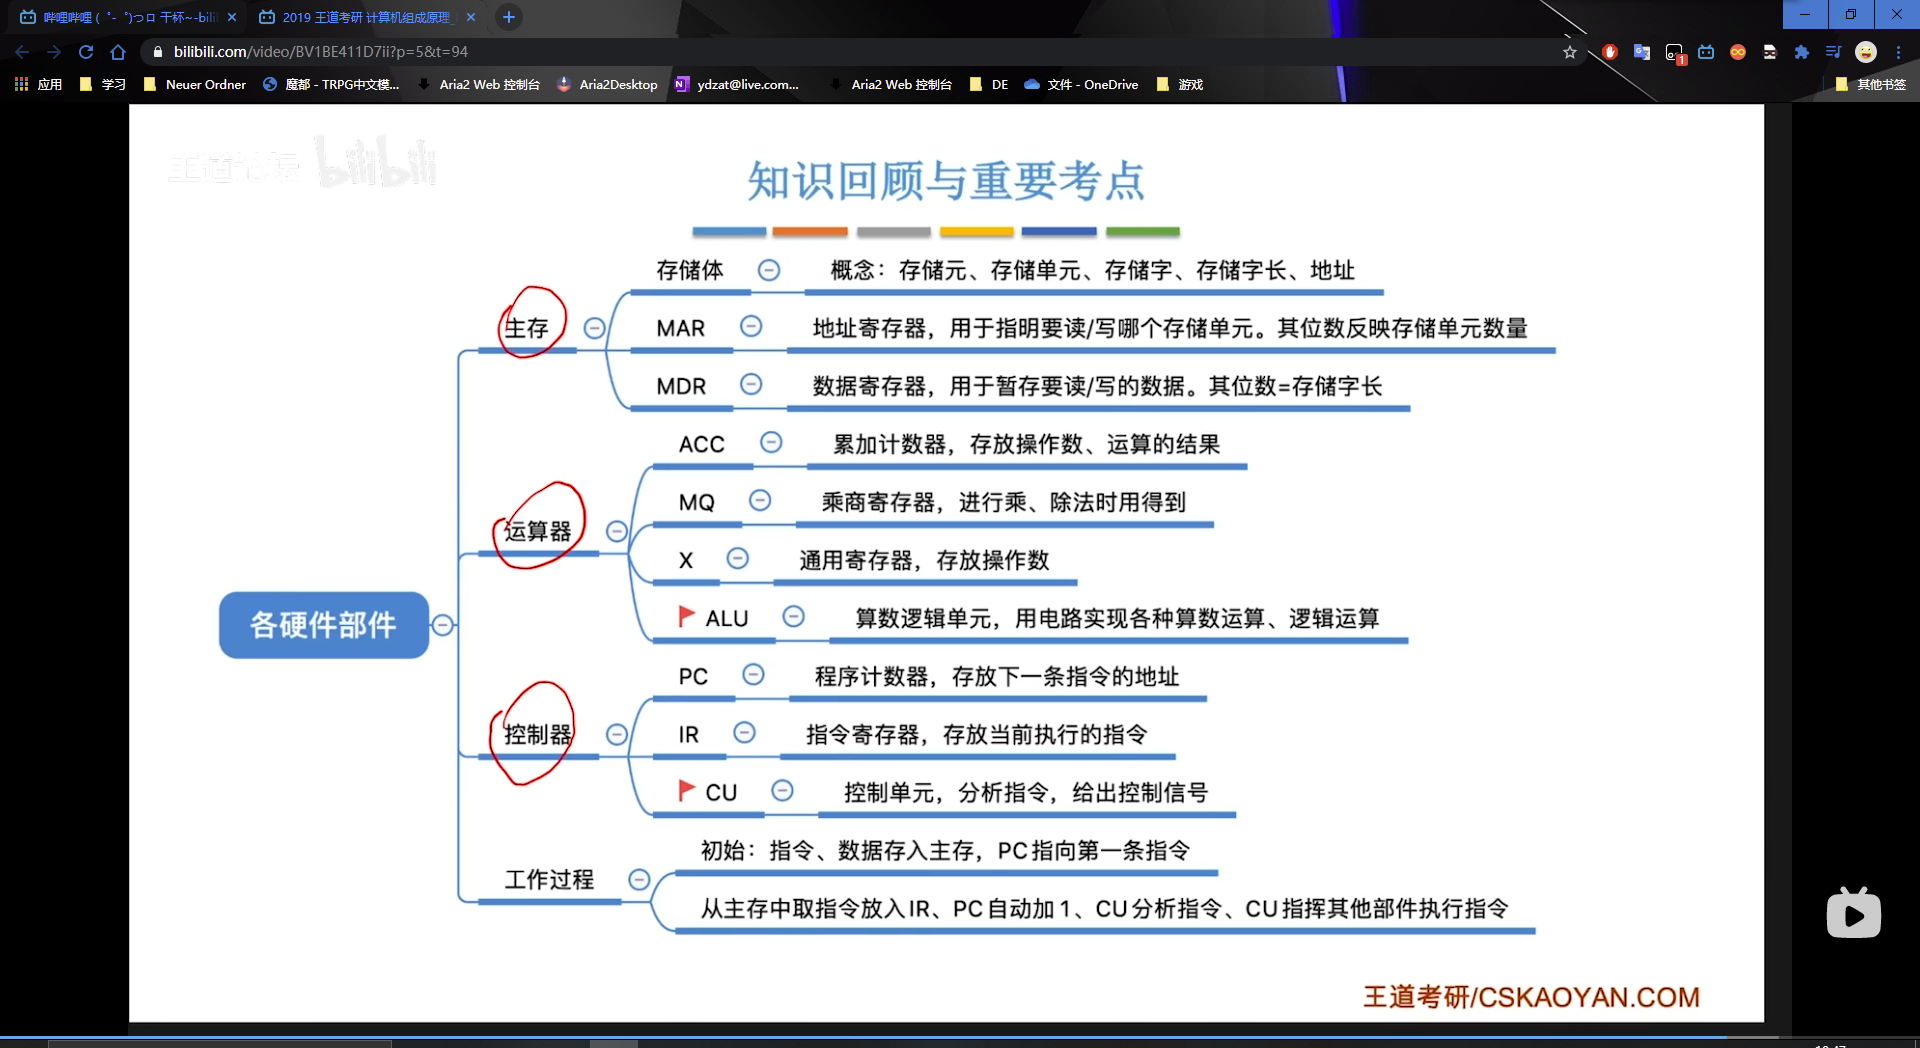 哔哩哔哩 (゜-゜)つロ 干杯~-bili
2019 王道考研 计算机组成原理
bilibili.com/video/BV1BE411D7ii?p=5&t=94
1
应用
学习
Neuer Ordner
魔都 - TRPG中文模...
Aria2 Web 控制台
Aria2Desktop
ydzat@live.com...
Aria2 Web 控制台
DE
文件 - OneDrive
游戏
其他书签
bilibili
知识回顾与重要考点
存储体
概念：存储元、存储单元、存储字、存储字长、地址
主存
MAR
地址寄存器，用于指明要读/写哪个存储单元。其位数反映存储单元数量
MDR
数据寄存器，用于暂存要读/写的数据。其位数=存储字长
ACC
累加计数器，存放操作数、运算的结果
MQ
乘商寄存器，进行乘、除法时用得到
运算器
X
通用寄存器，存放操作数
ALU
算数逻辑单元，用电路实现各种算数运算、逻辑运算
各硬件部件
PC
程序计数器，存放下一条指令的地址
控制器
IR
指令寄存器，存放当前执行的指令
CU
控制单元，分析指令，给出控制信号
初始：指令、数据存入主存，PC指向第一条指令
工作过程
从主存中取指令放入IR、PC自动加1、CU分析指令、CU指挥其他部件执行指令
王道考研/CSKAOYAN.COM